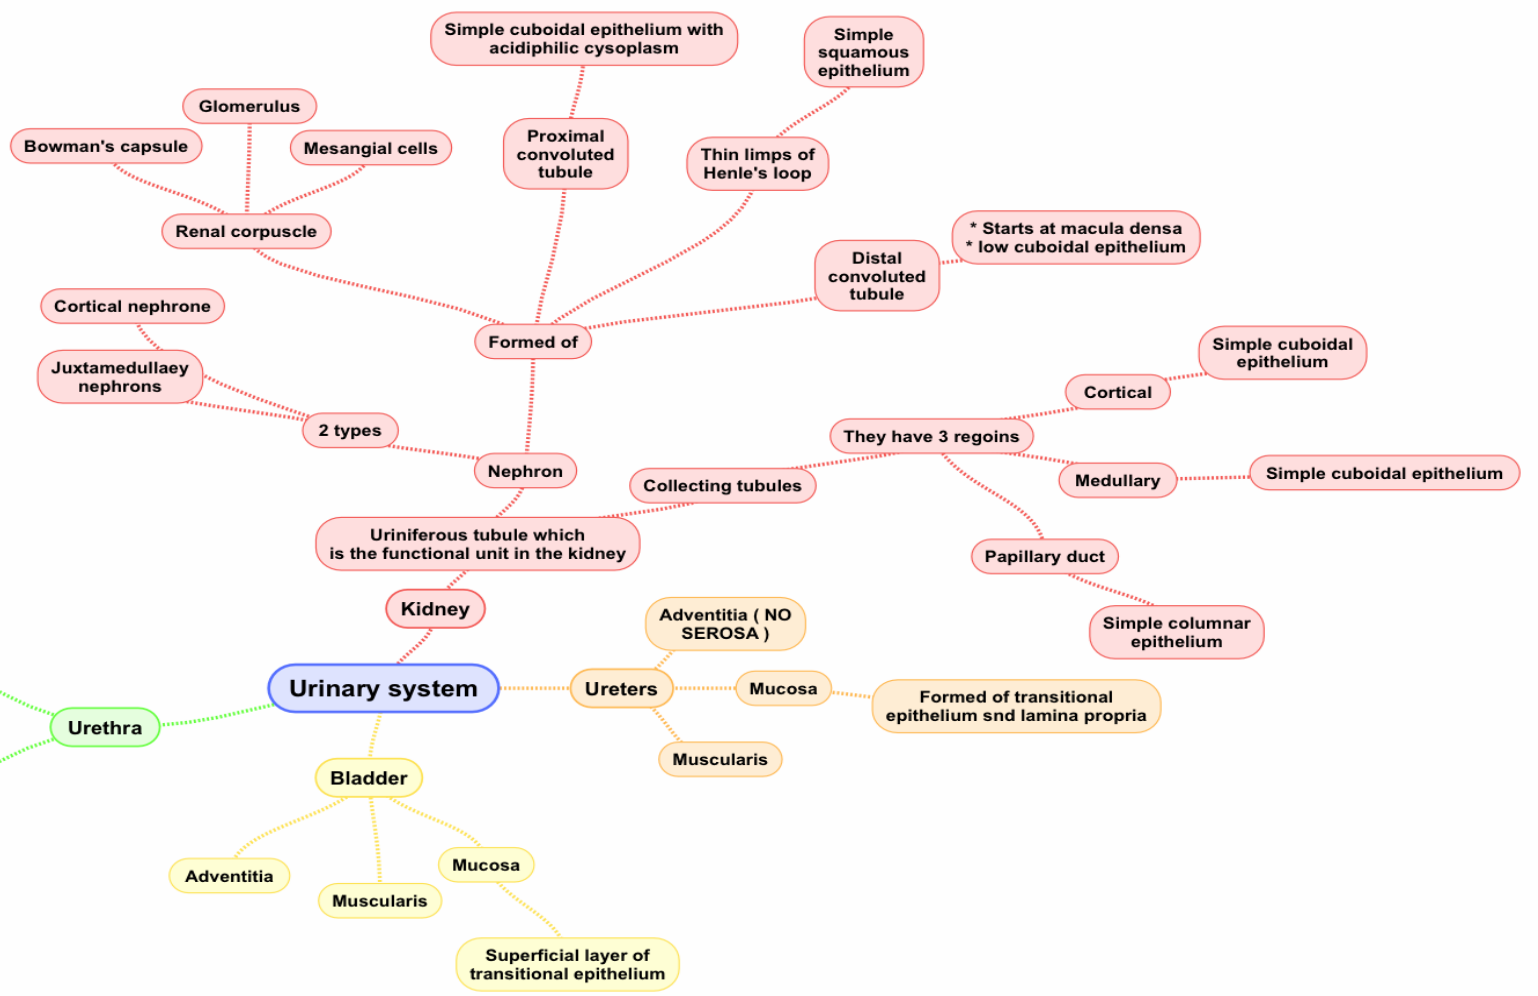 Simple cuboidal epithelium with
acidiphilic cysoplasm
Simple
squamous
epithelium
Glomerulus
Bowman's capsule
Mesangial cells
Proximal
convoluted
tubule
Thin limps of
Henle's loop
Renal corpuscle
* Starts at macula densa
* low cuboidal epithelium
Distal
convoluted
tubule
Cortical nephrone
Formed of
Juxtamedullaey
nephrons
Simple cuboidal
epithelium
Cortical
2 types
They have 3 regoins
Nephron
Collecting tubules
Medullary
Simple cuboidal epithelium
Uriniferous tubule which
is the functional unit in the kidney
Papillary duct
Kidney
Adventitia ( NO
SEROSA )
Simple columnar
epithelium
Urinary system
Ureters
Mucosa
Formed of transitional
epithelium snd lamina propria
Urethra
Muscularis
Bladder
Adventitia
Muscularis
Mucosa
Superficial layer of
transitional epithelium